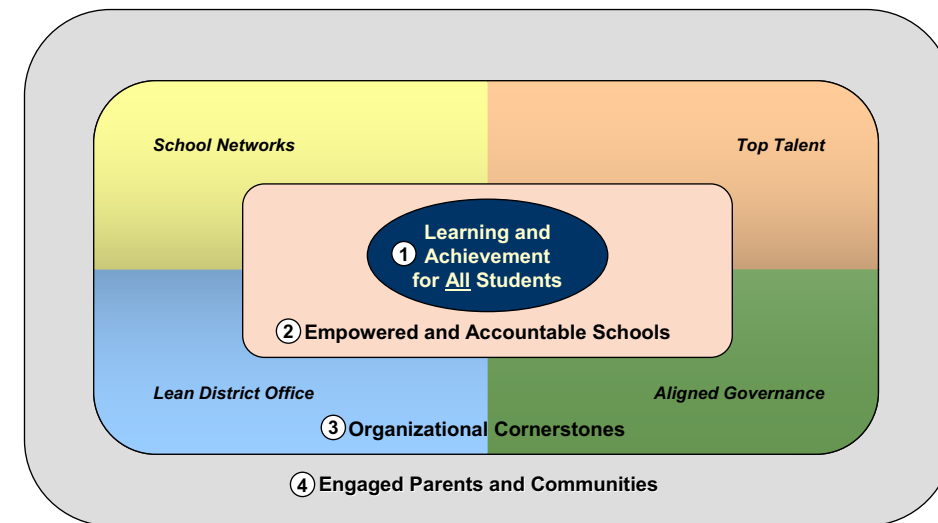 School Networks
Top Talent
Learning and
1 Achievement
for All Students
2 Empowered and Accountable Schools
Lean District Office
Aligned Governance
3 Organizational Cornerstones
4 Engaged Parents and Communities